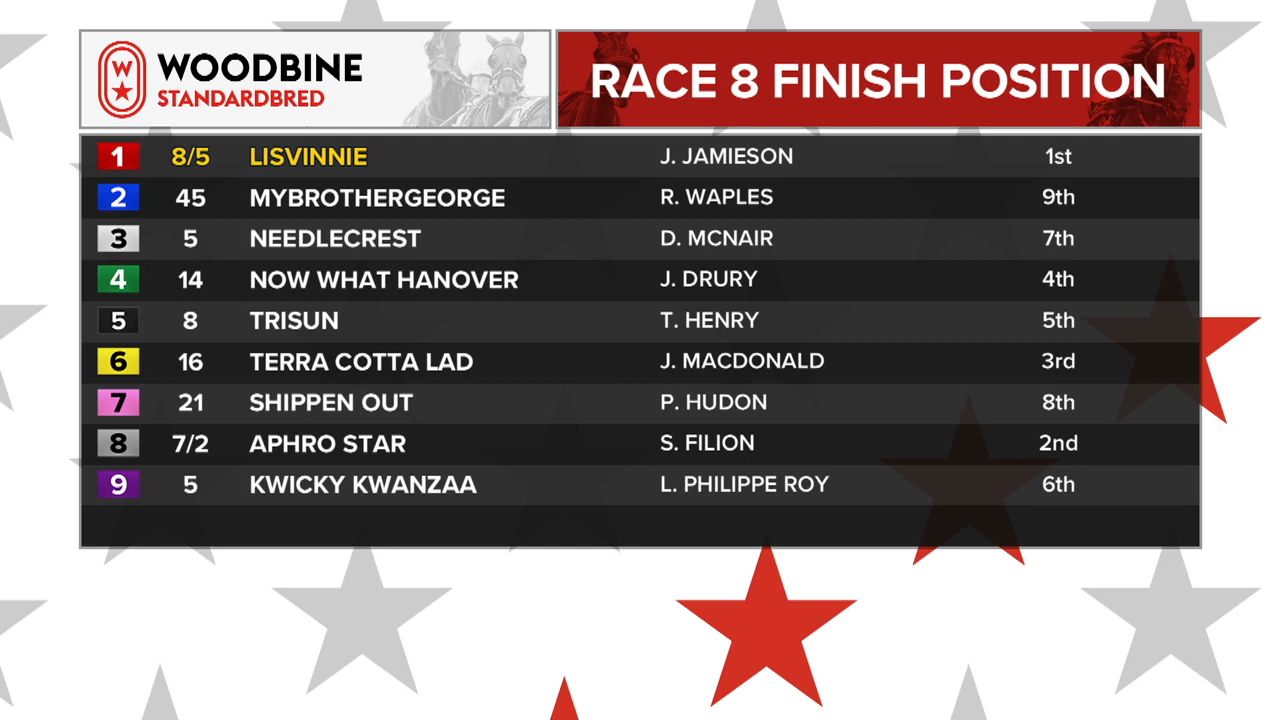 W
WOODBINE
STANDARDBRED
RACE 8 FINISH POSITION
1 8/5 LISVINNIE J. JAMIESON 1st
2 45 MYBROTHERGEORGE R. WAPLES 9th
3 5 NEEDLECREST D. MCNAIR 7th
4 14 NOW WHAT HANOVER J. DRURY 4th
5 8 TRISUN T. HENRY 5th
6 16 TERRA COTTA LAD J. MACDONALD 3rd
7 21 SHIPPEN OUT P. HUDON 8th
8 7/2 APHRO STAR S. FILION 2nd
9 5 KWICKY KWANZAA L. PHILIPPE ROY 6th